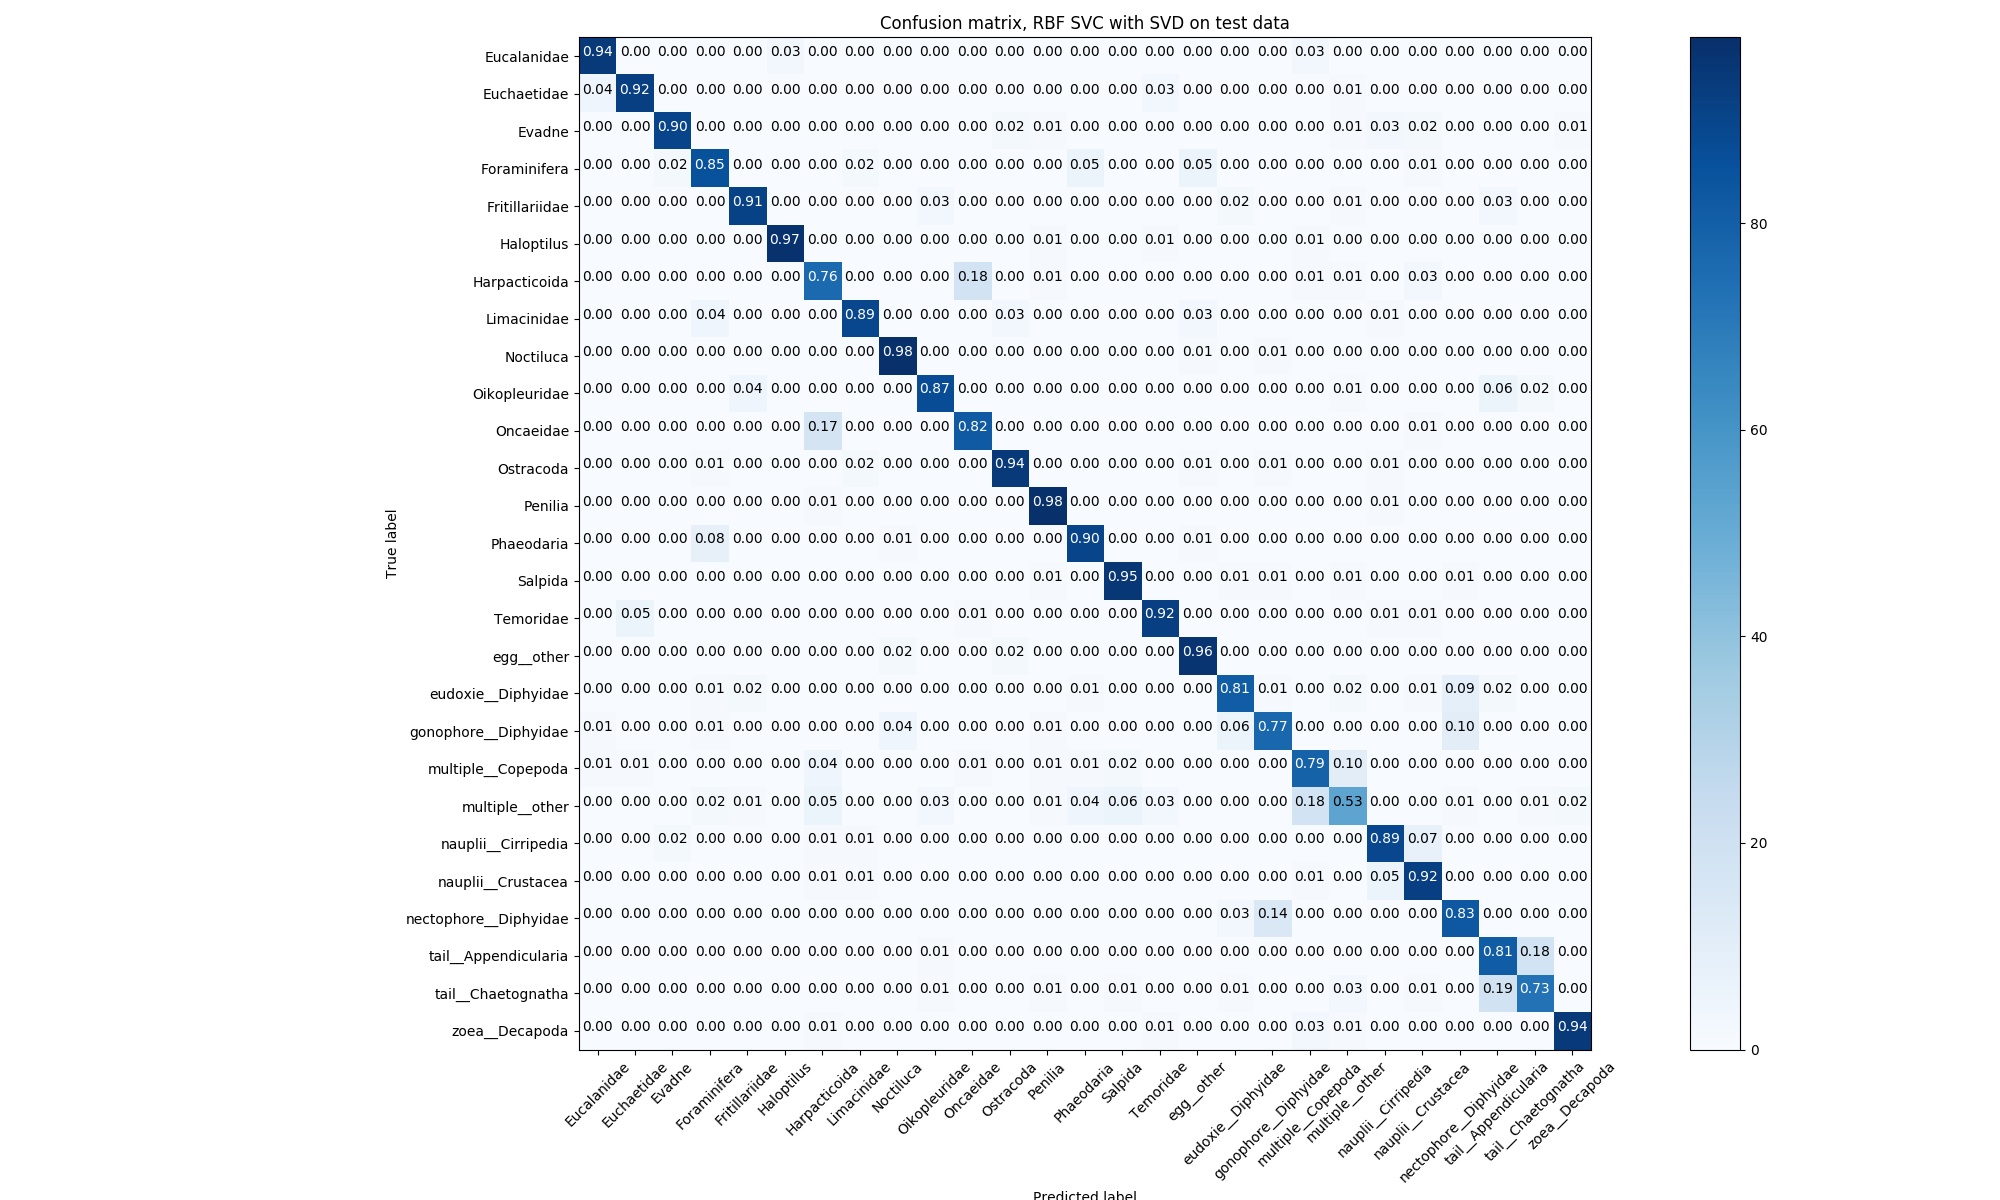 Confusion matrix, RBF SVC with SVD on test data
Eucalanidae 0.94 0.00 0.00 0.00 0.00 0.03 0.00 0.00 0.00 0.00 0.00 0.00 0.00 0.00 0.00 0.00 0.00 0.00 0.00 0.03 0.00 0.00 0.00 0.00 0.00 0.00 0.00
Euchaetidae 0.04 0.92 0.00 0.00 0.00 0.00 0.00 0.00 0.00 0.00 0.00 0.00 0.00 0.00 0.00 0.03 0.00 0.00 0.00 0.00 0.01 0.00 0.00 0.00 0.00 0.00 0.00
Evadne 0.00 0.00 0.90 0.00 0.00 0.00 0.00 0.00 0.00 0.00 0.00 0.02 0.01 0.00 0.00 0.00 0.00 0.00 0.00 0.00 0.01 0.03 0.02 0.00 0.00 0.00 0.01
Foraminifera 0.00 0.00 0.02 0.85 0.00 0.00 0.00 0.02 0.00 0.00 0.00 0.00 0.00 0.05 0.00 0.00 0.05 0.00 0.00 0.00 0.00 0.00 0.01 0.00 0.00 0.00 0.00
Fritillariidae 0.00 0.00 0.00 0.00 0.91 0.00 0.00 0.00 0.00 0.03 0.00 0.00 0.00 0.00 0.00 0.00 0.00 0.02 0.00 0.00 0.01 0.00 0.00 0.00 0.03 0.00 0.00
Haloptilus 0.00 0.00 0.00 0.00 0.00 0.97 0.00 0.00 0.00 0.00 0.00 0.00 0.01 0.00 0.00 0.01 0.00 0.00 0.00 0.01 0.00 0.00 0.00 0.00 0.00 0.00 0.00
Harpacticoida 0.00 0.00 0.00 0.00 0.00 0.00 0.76 0.00 0.00 0.00 0.18 0.00 0.01 0.00 0.00 0.00 0.00 0.00 0.00 0.01 0.01 0.00 0.03 0.00 0.00 0.00 0.00
Limacinidae 0.00 0.00 0.00 0.04 0.00 0.00 0.00 0.89 0.00 0.00 0.00 0.03 0.00 0.00 0.00 0.00 0.03 0.00 0.00 0.00 0.00 0.01 0.00 0.00 0.00 0.00 0.00
Noctiluca 0.00 0.00 0.00 0.00 0.00 0.00 0.00 0.00 0.98 0.00 0.00 0.00 0.00 0.00 0.00 0.00 0.01 0.00 0.01 0.00 0.00 0.00 0.00 0.00 0.00 0.00 0.00
Oikopleuridae 0.00 0.00 0.00 0.00 0.04 0.00 0.00 0.00 0.00 0.87 0.00 0.00 0.00 0.00 0.00 0.00 0.00 0.00 0.00 0.00 0.01 0.00 0.00 0.00 0.06 0.02 0.00
Oncaeidae 0.00 0.00 0.00 0.00 0.00 0.00 0.17 0.00 0.00 0.00 0.82 0.00 0.00 0.00 0.00 0.00 0.00 0.00 0.00 0.00 0.00 0.00 0.01 0.00 0.00 0.00 0.00
Ostracoda 0.00 0.00 0.00 0.01 0.00 0.00 0.00 0.02 0.00 0.00 0.00 0.94 0.00 0.00 0.00 0.00 0.01 0.00 0.01 0.00 0.00 0.01 0.00 0.00 0.00 0.00 0.00
Penilia 0.00 0.00 0.00 0.00 0.00 0.00 0.01 0.00 0.00 0.00 0.00 0.00 0.98 0.00 0.00 0.00 0.00 0.00 0.00 0.00 0.00 0.01 0.00 0.00 0.00 0.00 0.00
Phaeodaria 0.00 0.00 0.00 0.08 0.00 0.00 0.00 0.00 0.01 0.00 0.00 0.00 0.00 0.90 0.00 0.00 0.01 0.00 0.00 0.00 0.00 0.00 0.00 0.00 0.00 0.00 0.00
Salpida 0.00 0.00 0.00 0.00 0.00 0.00 0.00 0.00 0.00 0.00 0.00 0.00 0.01 0.00 0.95 0.00 0.00 0.01 0.01 0.00 0.01 0.00 0.00 0.01 0.00 0.00 0.00
Temoridae 0.00 0.05 0.00 0.00 0.00 0.00 0.00 0.00 0.00 0.00 0.01 0.00 0.00 0.00 0.00 0.92 0.00 0.00 0.00 0.00 0.00 0.01 0.01 0.00 0.00 0.00 0.00
egg__other 0.00 0.00 0.00 0.00 0.00 0.00 0.00 0.00 0.02 0.00 0.00 0.02 0.00 0.00 0.00 0.00 0.96 0.00 0.00 0.00 0.00 0.00 0.00 0.00 0.00 0.00 0.00
eudoxie__Diphyidae 0.00 0.00 0.00 0.01 0.02 0.00 0.00 0.00 0.00 0.00 0.00 0.00 0.00 0.01 0.00 0.00 0.00 0.81 0.01 0.00 0.02 0.00 0.01 0.09 0.02 0.00 0.00
gonophore__Diphyidae 0.01 0.00 0.00 0.01 0.00 0.00 0.00 0.00 0.04 0.00 0.00 0.00 0.01 0.00 0.00 0.00 0.00 0.06 0.77 0.00 0.00 0.00 0.00 0.10 0.00 0.00 0.00
multiple__Copepoda 0.01 0.01 0.00 0.00 0.00 0.00 0.04 0.00 0.00 0.00 0.01 0.00 0.01 0.01 0.02 0.00 0.00 0.00 0.00 0.79 0.10 0.00 0.00 0.00 0.00 0.00 0.00
multiple__other 0.00 0.00 0.00 0.02 0.01 0.00 0.05 0.00 0.00 0.03 0.00 0.00 0.01 0.04 0.06 0.03 0.00 0.00 0.00 0.18 0.53 0.00 0.00 0.01 0.00 0.01 0.02
nauplii__Cirripedia 0.00 0.00 0.02 0.00 0.00 0.00 0.01 0.01 0.00 0.00 0.00 0.00 0.00 0.00 0.00 0.00 0.00 0.00 0.00 0.00 0.00 0.89 0.07 0.00 0.00 0.00 0.00
nauplii__Crustacea 0.00 0.00 0.00 0.00 0.00 0.00 0.01 0.01 0.00 0.00 0.00 0.00 0.00 0.00 0.00 0.00 0.00 0.00 0.00 0.01 0.00 0.05 0.92 0.00 0.00 0.00 0.00
nectophore__Diphyidae 0.00 0.00 0.00 0.00 0.00 0.00 0.00 0.00 0.00 0.00 0.00 0.00 0.00 0.00 0.00 0.00 0.00 0.03 0.14 0.00 0.00 0.00 0.00 0.83 0.00 0.00 0.00
tail__Appendicularia 0.00 0.00 0.00 0.00 0.00 0.00 0.00 0.00 0.00 0.01 0.00 0.00 0.00 0.00 0.00 0.00 0.00 0.00 0.00 0.00 0.00 0.00 0.00 0.00 0.81 0.18 0.00
tail__Chaetognatha 0.00 0.00 0.00 0.00 0.00 0.00 0.00 0.00 0.00 0.01 0.00 0.00 0.01 0.00 0.01 0.00 0.00 0.01 0.00 0.00 0.03 0.00 0.01 0.00 0.19 0.73 0.00
zoea__Decapoda 0.00 0.00 0.00 0.00 0.00 0.00 0.01 0.00 0.00 0.00 0.00 0.00 0.00 0.00 0.00 0.01 0.00 0.00 0.00 0.03 0.01 0.00 0.00 0.00 0.00 0.00 0.94
True label
Eucalanidae
Euchaetidae
Evadne
Foraminifera
Fritillariidae
Haloptilus
Harpacticoida
Limacinidae
Noctiluca
Oikopleuridae
Oncaeidae
Ostracoda
Penilia
Phaeodaria
Salpida
Temoridae
egg__other
eudoxie__Diphyidae
gonophore__Diphyidae
multiple__Copepoda
multiple__other
nauplii__Cirripedia
nauplii__Crustacea
nectophore__Diphyidae
tail__Appendicularia
tail__Chaetognatha
zoea__Decapoda
Predicted label
80
60
40
20
0